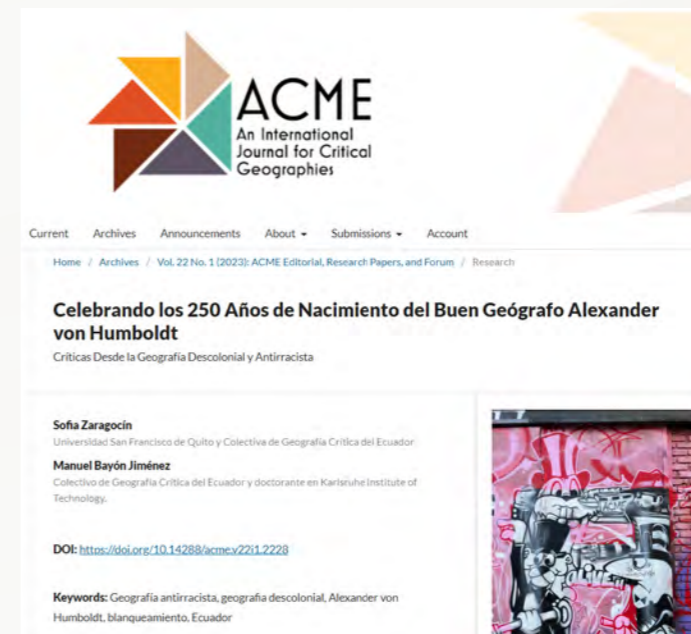 ACME
An International
Journal for Critical
Geographies
Current Archives Announcements About Submissions Account
Home / Archives / Vol. 22 No. 1 (2023): ACME Editorial, Research Papers, and Forum / Research
Celebrando los 250 Años de Nacimiento del Buen Geógrafo Alexander
von Humboldt
Críticas Desde la Geografía Descolonial y Antirracista
Sofia Zaragocín
Universidad San Francisco de Quito y Colectiva de Geografía Crítica del Ecuador
Manuel Bayón Jiménez
Colectivo de Geografía Crítica del Ecuador y doctorante en Karlsruhe Institute of
Technology.
DOI: https://doi.org/10.14288/acme.v22i1.2228
Keywords: Geografía antirracista, geografía descolonial, Alexander von
Humboldt, blanqueamiento, Ecuador